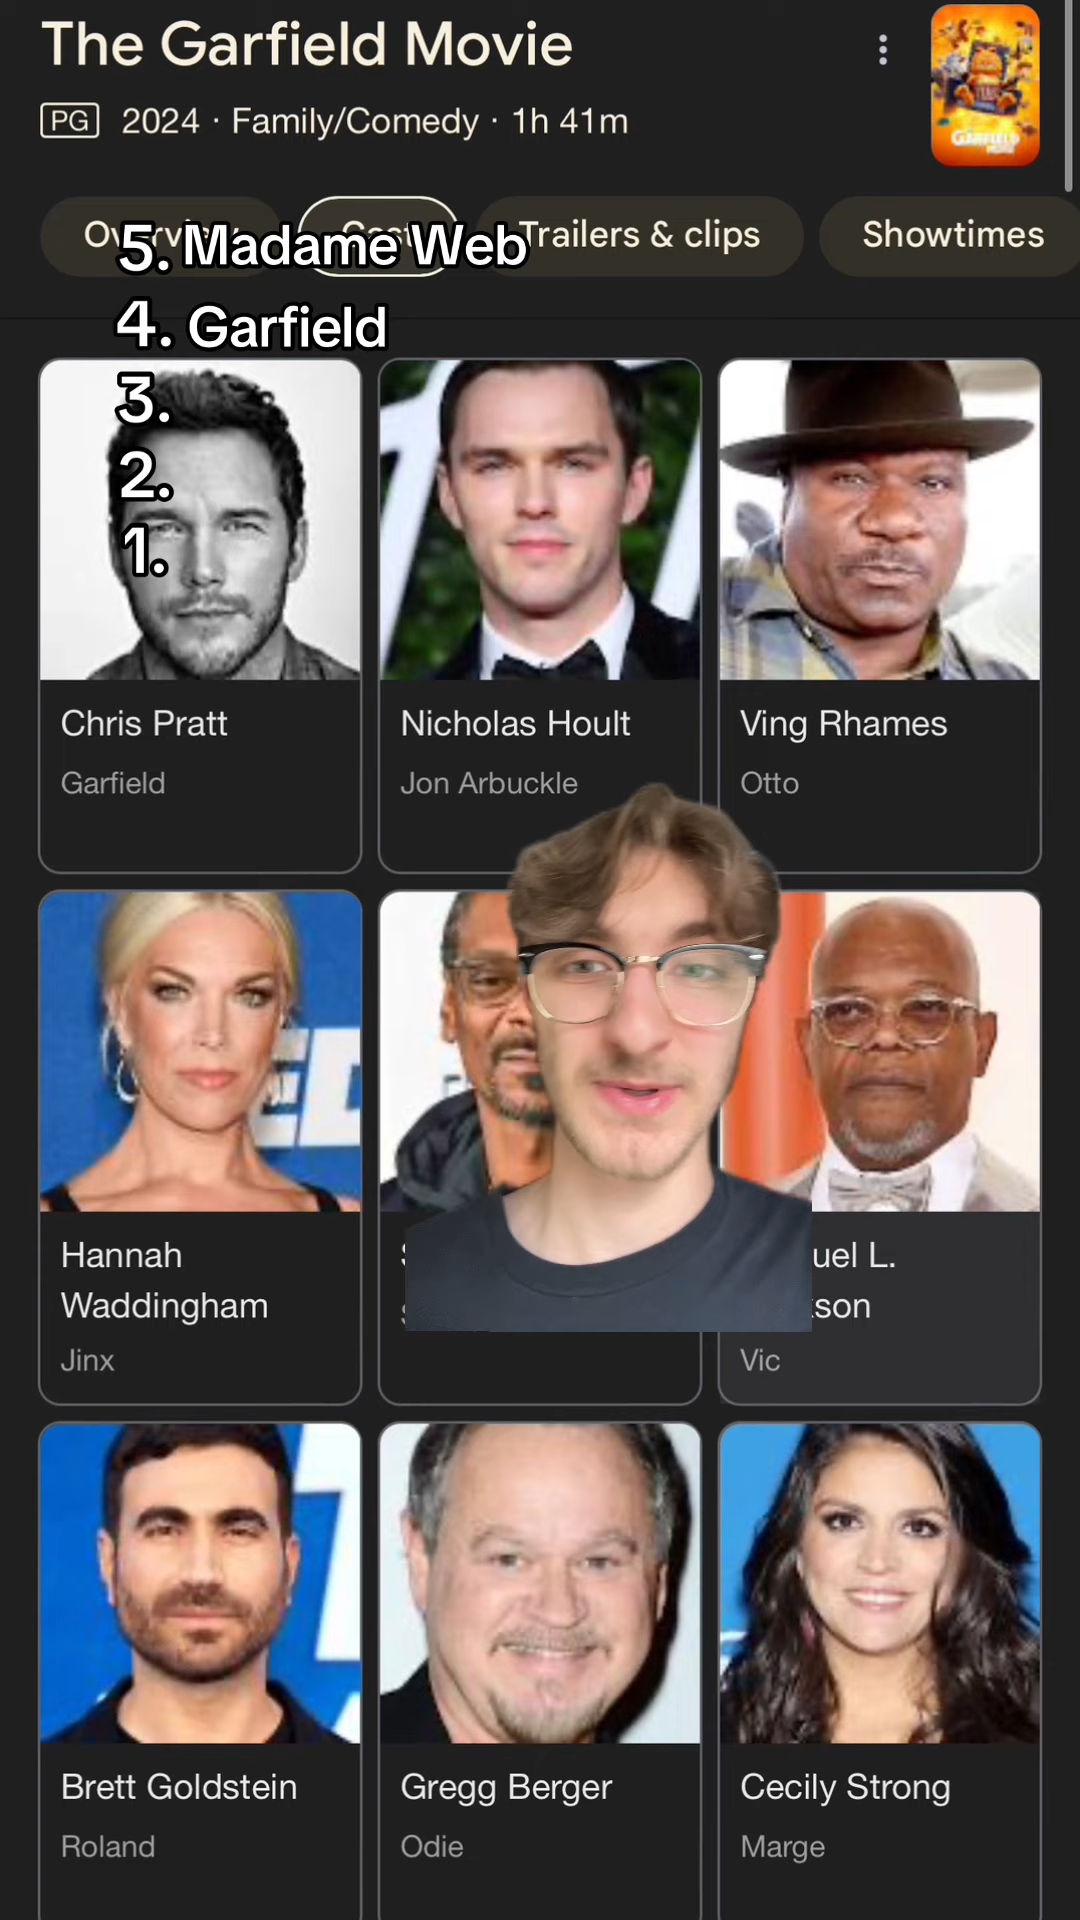 The Garfield Movie
PG 2024 · Family/Comedy · 1h 41m
GARFIELD
MOVIE
Trailers & clips
Showtimes
5. Madame Web
4. Garfield
3.
2.
1.
Chris Pratt
Garfield
Nicholas Hoult
Jon Arbuckle
Ving Rhames
Otto
Hannah
Waddingham
Jinx
uel L.
son
Vic
Brett Goldstein
Roland
Gregg Berger
Odie
Cecily Strong
Marge